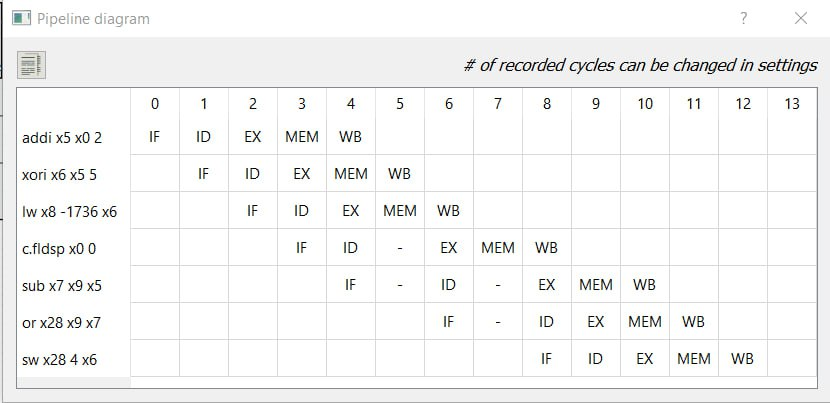 Pipeline diagram ? ×
# of recorded cycles can be changed in settings
0 1 2 3 4 5 6 7 8 9 10 11 12 13
addi x5 x0 2 IF ID EX MEM WB
xori x6 x5 5 IF ID EX MEM WB
lw x8 -1736 x6 IF ID EX MEM WB
c.fldsp x0 0 IF ID - EX MEM WB
sub x7 x9 x5 IF - ID - EX MEM WB
or x28 x9 x7 IF - ID EX MEM WB
sw x28 4 x6 IF ID EX MEM WB